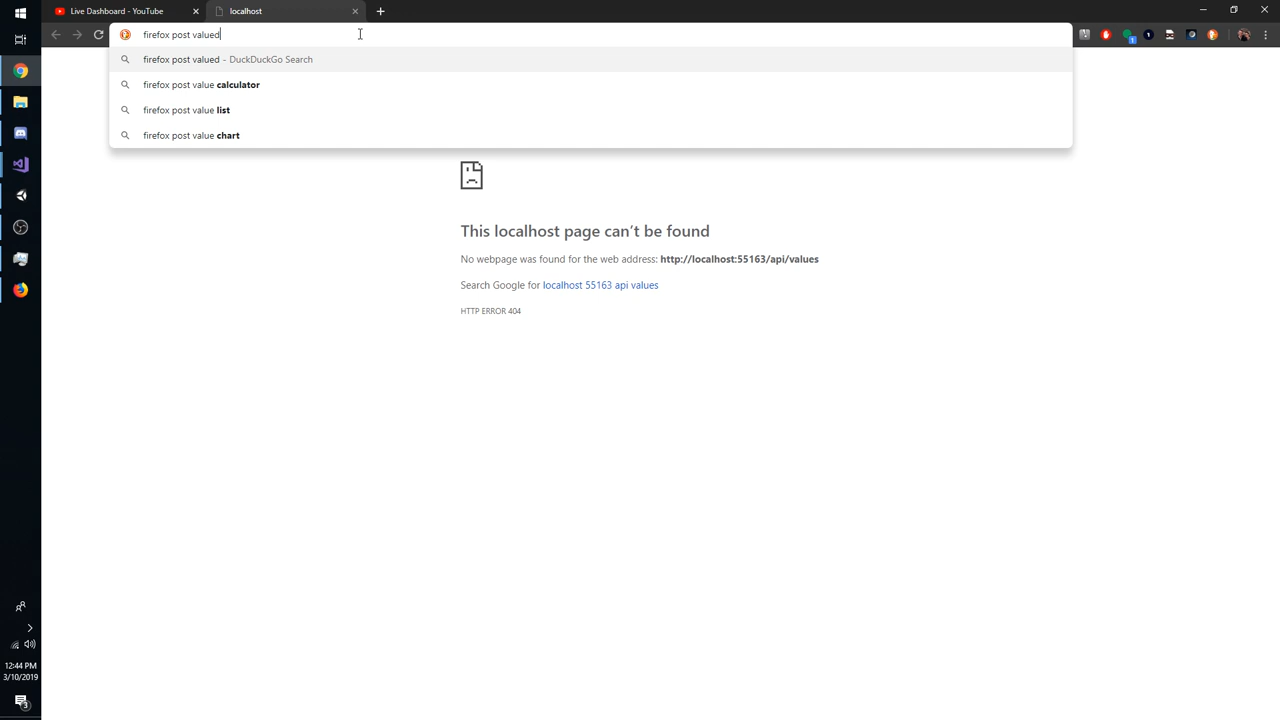 Live Dashboard - YouTube
localhost
firefox post valued
firefox post valued - DuckDuckGo Search
firefox post value calculator
firefox post value list
firefox post value chart
This localhost page can't be found
No webpage was found for the web address: http://localhost:55163/api/values
Search Google for localhost 55163 api values
HTTP ERROR 404
12:44 PM
3/10/2019
3
1